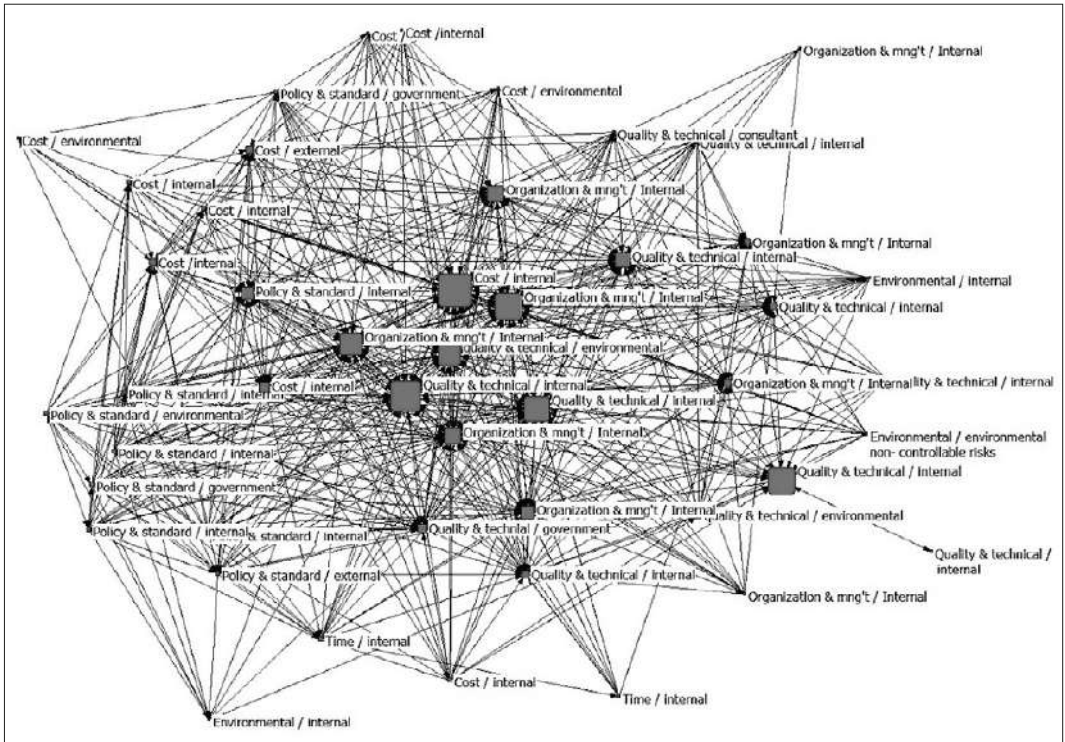 Cost /
Cost /internal
Organization & mng't / Internal
Policy & standard / government
Cost / environmental
Cost / environmental
Quality & technical / consultant
Quality & technical / internal
Cost / external
Cost / internal
Organization & mng't / Internal
Cost / internal
Organization & mng't / Internal
Cost /internal
Quality & technical / internal
Cost / internal
Environmental / internal
Policy & standard / internal
Organization & mng't / Internal
Quality & technical / internal
Organization & mng't / Internal
Quality & technical / environmental
Cost / internal
Quality & technical / internal
Organization & mng't / Internal
technical / internal
Policy & standard / internal
Quality & technical / internal
Policy & standard / environmental
Organization & mng't / Internal
Environmental / environmental
non- controllable risks
Policy & standard / internal
Quality & technical / Internal
Policy & standard / government
Organization & mng't / Internal
Quality & technical / environmental
Policy & standard / internal
standard / internal
Quality & technlal / government
Quality & technical /
internal
Policy & standard / external
Quality & technical / internal
Organization & mng't / Internal
Time / internal
Cost / internal
Time / internal
Environmental / internal